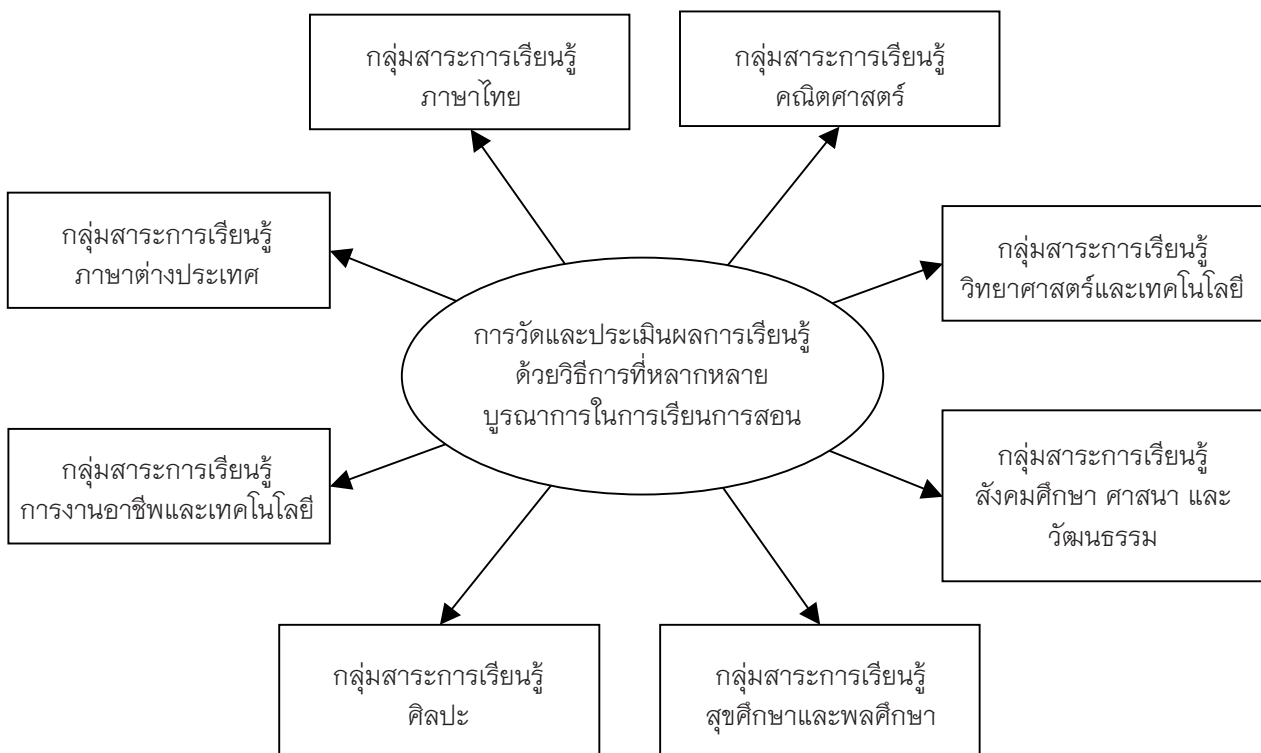 กลุ่มสาระการเรียนรู้
ภาษาไทย
กลุ่มสาระการเรียนรู้
คณิตศาสตร์
กลุ่มสาระการเรียนรู้
ภาษาต่างประเทศ
กลุ่มสาระการเรียนรู้
วิทยาศาสตร์และเทคโนโลยี
การวัดและประเมินผลการเรียนรู้
ด้วยวิธีการที่หลากหลาย
บูรณาการในการเรียนการสอน
กลุ่มสาระการเรียนรู้
การงานอาชีพและเทคโนโลยี
กลุ่มสาระการเรียนรู้
สังคมศึกษา ศาสนา และ
วัฒนธรรม
กลุ่มสาระการเรียนรู้
ศิลปะ
กลุ่มสาระการเรียนรู้
สุขศึกษาและพลศึกษา